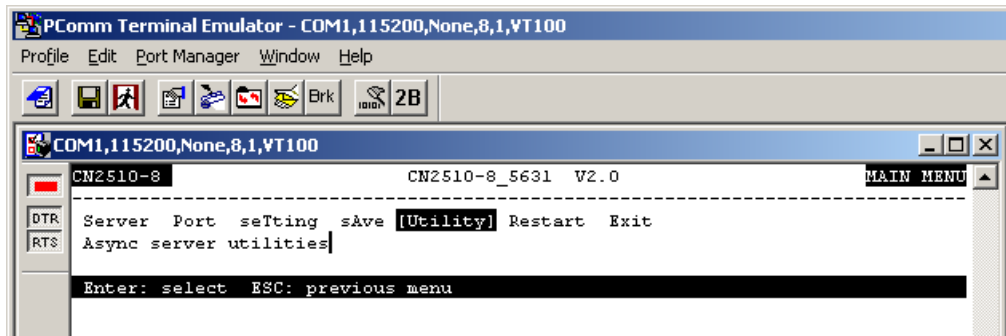 PComm Terminal Emulator - COM1,115200,None,8,1,VT100
Profile Edit Port Manager Window Help
Brk 2B
COM1,115200,None,8,1,VT100
CN2510-8 CN2510-8_5631 V2.0 MAIN MENU
--------------------------------------------------------------------------------
DTR Server Port seTting sAve [Utility] Restart Exit
RTS Async server utilities
Enter: select ESC: previous menu